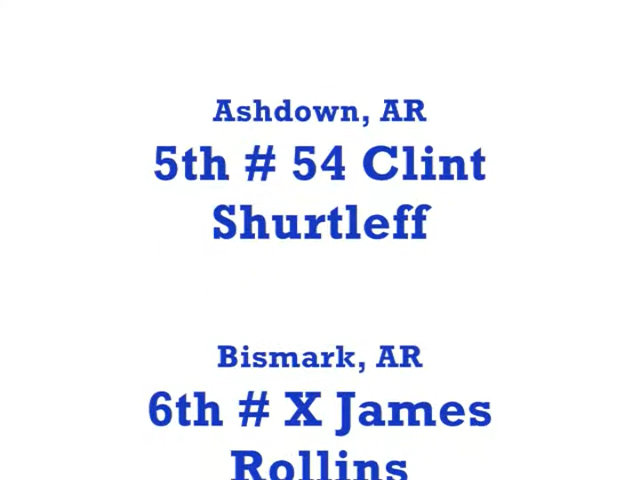 Ashdown, AR
5th # 54 Clint
Shurtleff
Bismark, AR
6th # X James
Rollins